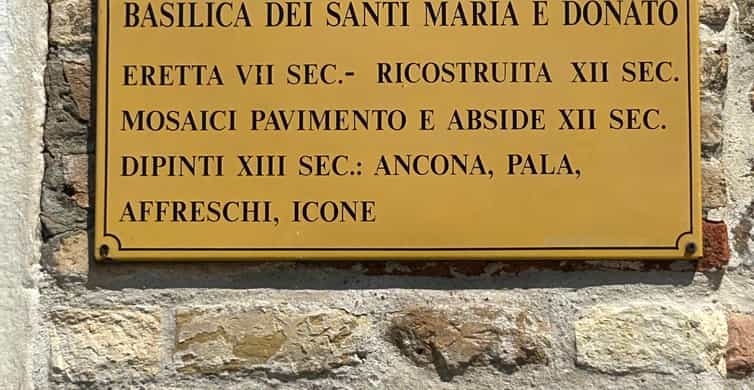 BASILICA DEI SANTI MARIA E DONATO
ERETTA VII SEC.- RICOSTRUITA XII SEC.
MOSAICI PAVIMENTO E ABSIDE XII SEC.
DIPINTI XIII SEC.: ANCONA, PALA,
AFFRESCHI, ICONE